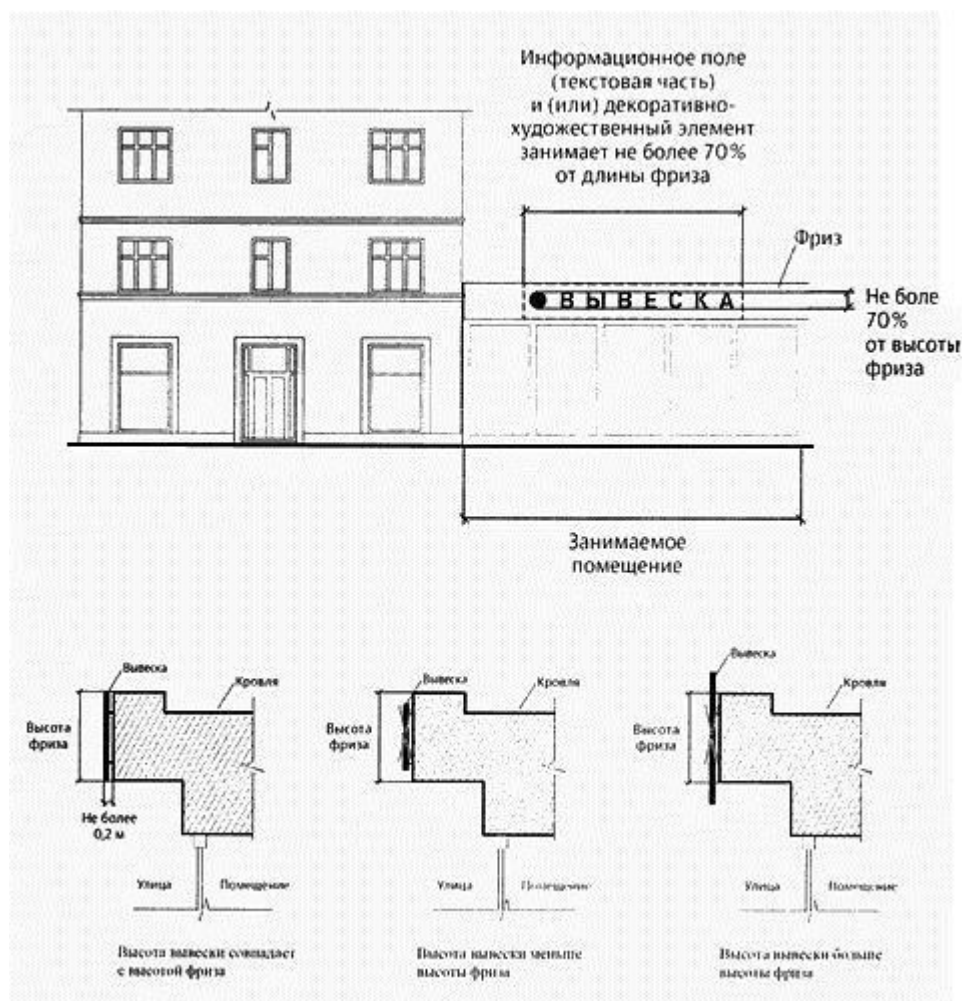 Информационное поле
(текстовая часть)
и (или) декоративно-
художественный элемент
занимает не более 70%
от длины фриза
Фриз
ВЫВЕСКА
Не боле
70%
от высоты
фриза
Занимаемое
помещение
Вывеска
Кровля
Высота
фриза
Не более
0,2 м
Улица
Помещение
Высота вывески совпадает
с высотой фриза
Вывеска
Кровля
Высота
фриза
Улица
Помещение
Высота вывески меньше
высоты фриза
Вывеска
Кровля
Высота
фриза
Улица
Помещение
Высота вывески больше
высоты фриза